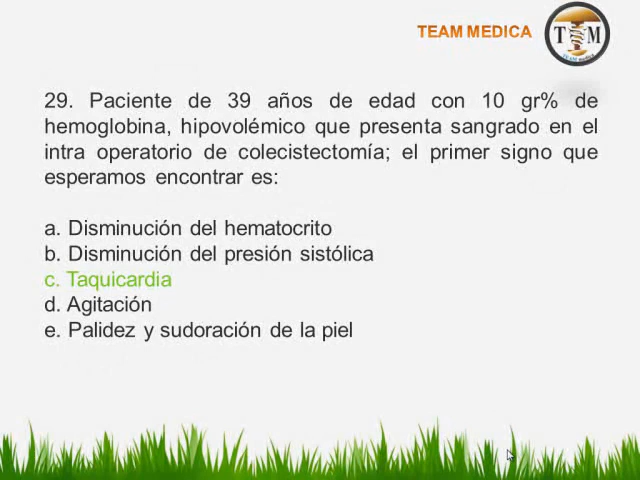 TEAM MEDICA
T M
29. Paciente de 39 años de edad con 10 gr% de
hemoglobina, hipovolémico que presenta sangrado en el
intra operatorio de colecistectomía; el primer signo que
esperamos encontrar es:
a. Disminución del hematocrito
b. Disminución del presión sistólica
c. Taquicardia
d. Agitación
e. Palidez y sudoración de la piel